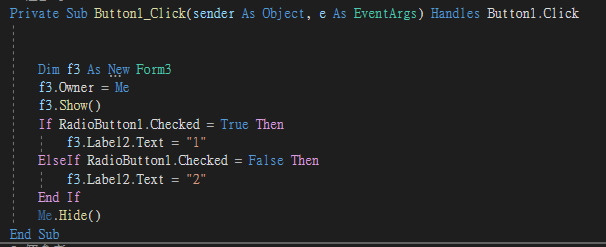 Private Sub Button1_Click(sender As Object, e As EventArgs) Handles Button1.Click
Dim f3 As New Form3
f3.Owner = Me
f3.Show()
If RadioButton1.Checked = True Then
f3.Label2.Text = "1"
ElseIf RadioButton1.Checked = False Then
f3.Label2.Text = "2"
End If
Me.Hide()
End Sub